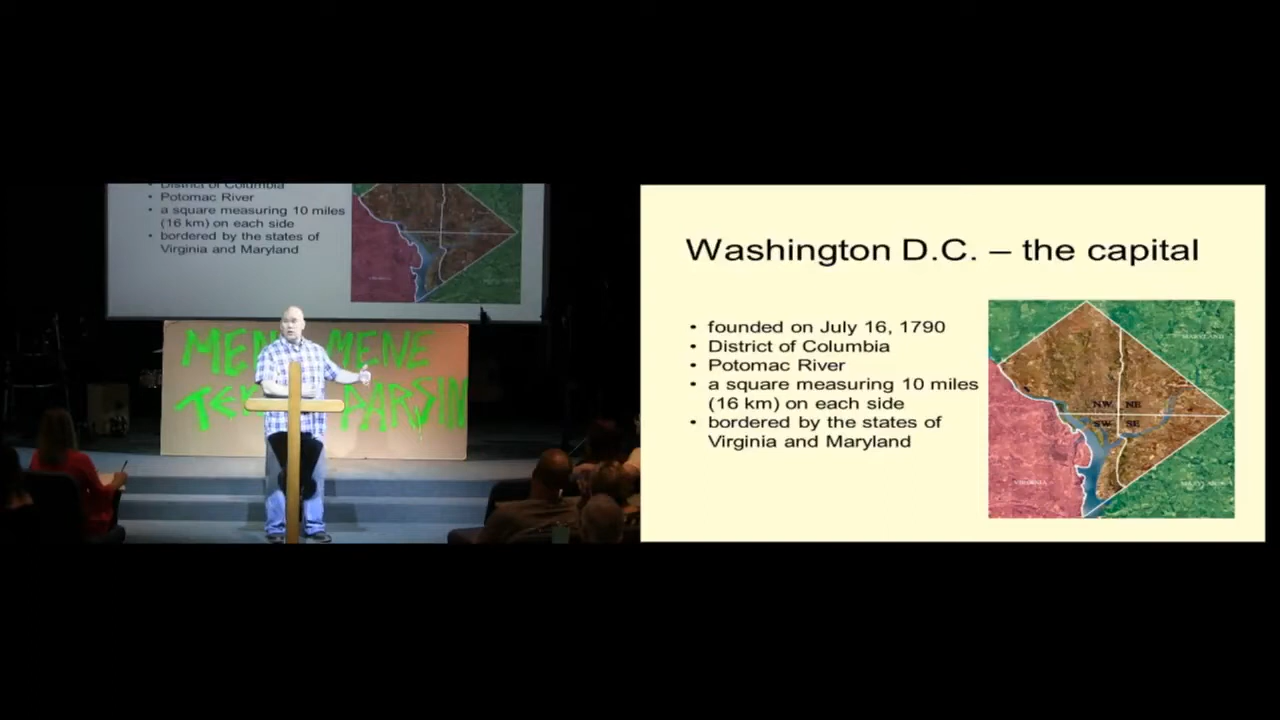 District of Columbia
• Potomac River
• a square measuring 10 miles
(16 km) on each side
• bordered by the states of
Virginia and Maryland
MENE MENE
PARSIN
Washington D.C. – the capital
• founded on July 16, 1790
• District of Columbia
• Potomac River
• a square measuring 10 miles
(16 km) on each side
• bordered by the states of
Virginia and Maryland
MARYLAND
NW NE
SW SE
VIRGINIA